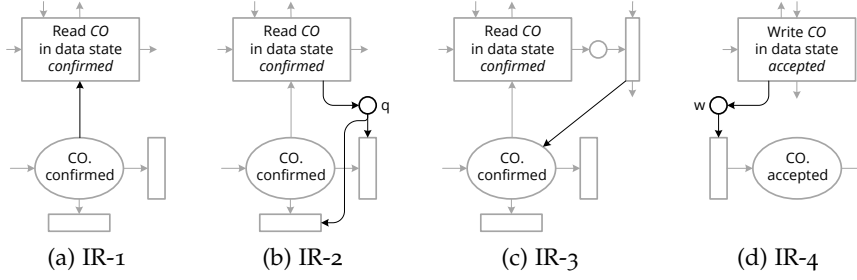 Read CO
in data state
confirmed
CO.
confirmed
(a) IR-1
Read CO
in data state
confirmed
q
CO.
confirmed
(b) IR-2
Read CO
in data state
confirmed
CO.
confirmed
(c) IR-3
Write CO
in data state
accepted
w
CO.
accepted
(d) IR-4